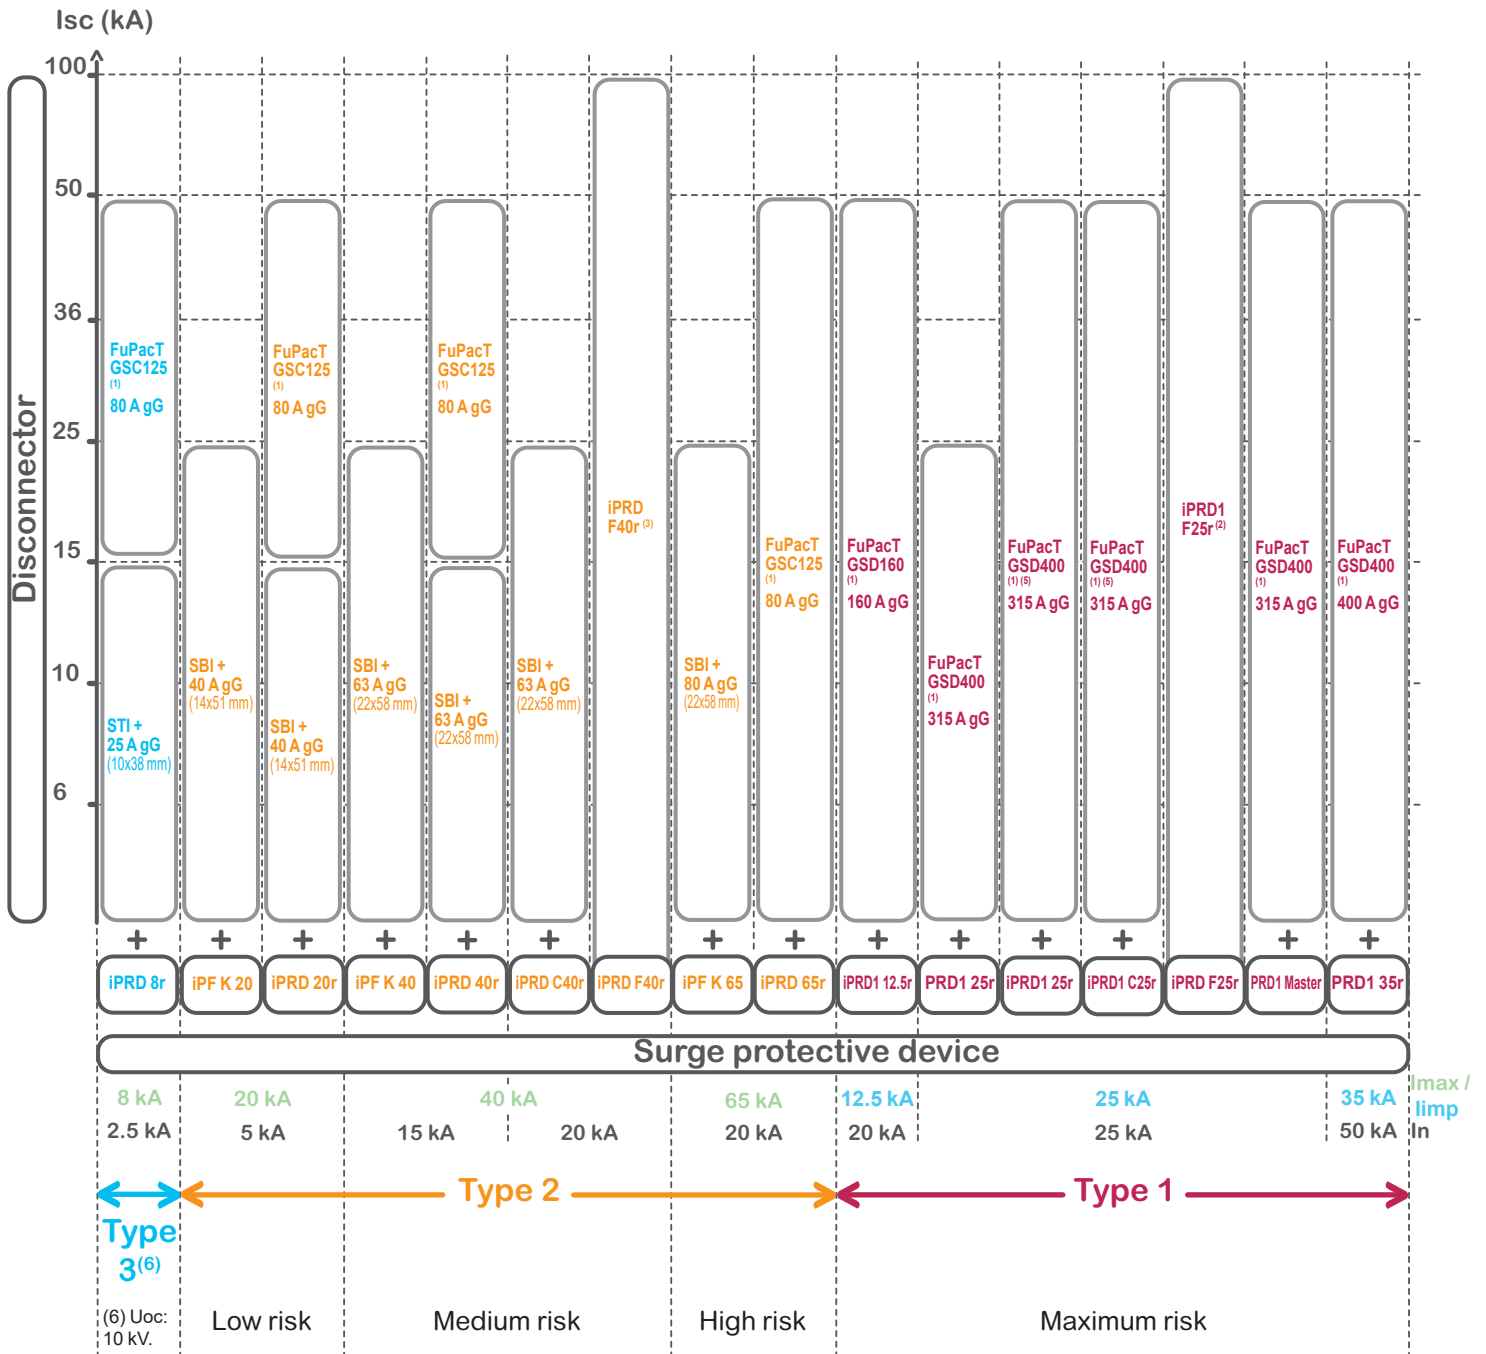 Isc (kA)
100
50
36
25
15
10
6
Disconnector
FuPacT
GSC125
(1)
80 A gG
STI +
25 A gG
(10x38 mm)
SBI +
40 A gG
(14x51 mm)
FuPacT
GSC125
(1)
80 A gG
SBI +
40 A gG
(14x51 mm)
SBI +
63 A gG
(22x58 mm)
FuPacT
GSC125
(1)
80 A gG
SBI +
63 A gG
(22x58 mm)
SBI +
63 A gG
(22x58 mm)
iPRD
F40r (3)
SBI +
80 A gG
(22x58 mm)
FuPacT
GSC125
(1)
80 A gG
FuPacT
GSD160
(1)
160 A gG
FuPacT
GSD400
(1)
315 A gG
FuPacT
GSD400
(1) (5)
315 A gG
FuPacT
GSD400
(1) (5)
315 A gG
iPRD1
F25r (2)
FuPacT
GSD400
(1)
315 A gG
FuPacT
GSD400
(1)
400 A gG
+ + + + + + + + + + + + + +
iPRD 8r iPF K 20 iPRD 20r iPF K 40 iPRD 40r iPRD C40r iPRD F40r iPF K 65 iPRD 65r iPRD1 12.5r PRD1 25r iPRD1 25r iPRD1 C25r iPRD F25r PRD1 Master PRD1 35r
Surge protective device
8 kA 20 kA 40 kA 65 kA 12.5 kA 25 kA 35 kA Imax /
Iimp
2.5 kA 5 kA 15 kA 20 kA 20 kA 20 kA 25 kA 50 kA In
Type 2 Type 1
Type
3(6)
(6) Uoc:
10 kV.
Low risk Medium risk High risk Maximum risk